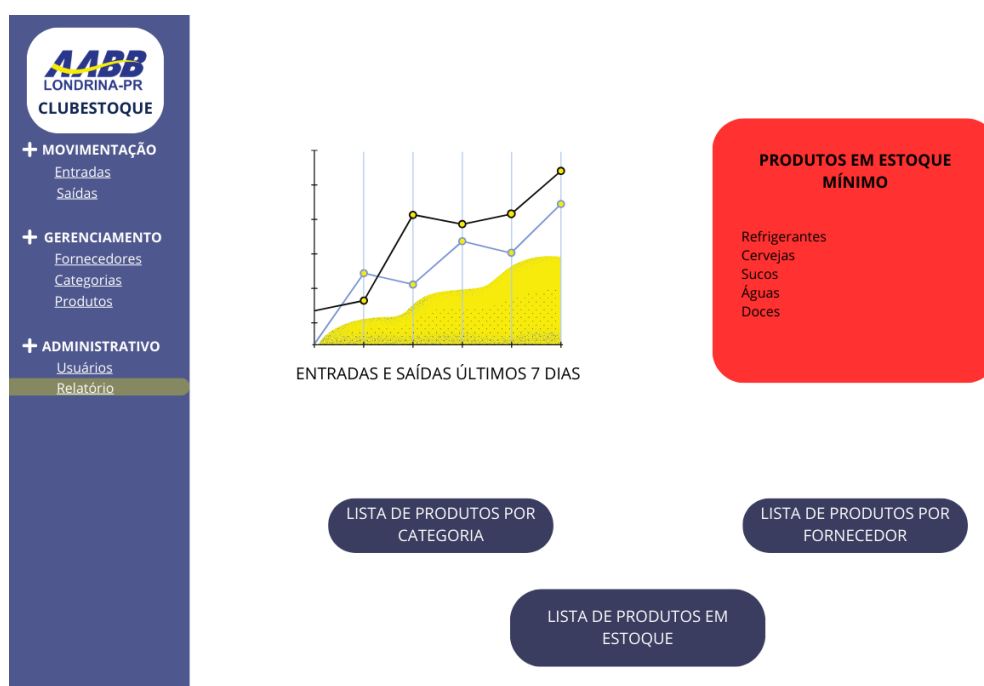 AABB
LONDRINA-PR
CLUBESTOQUE
MOVIMENTAÇÃO
Entradas
Saídas
GERENCIAMENTO
Fornecedores
Categorias
Produtos
ADMINISTRATIVO
Usuários
Relatório
ENTRADAS E SAÍDAS ÚLTIMOS 7 DIAS
PRODUTOS EM ESTOQUE
MÍNIMO
Refrigerantes
Cervejas
Sucos
Águas
Doces
LISTA DE PRODUTOS POR
CATEGORIA
LISTA DE PRODUTOS POR
FORNECEDOR
LISTA DE PRODUTOS EM
ESTOQUE